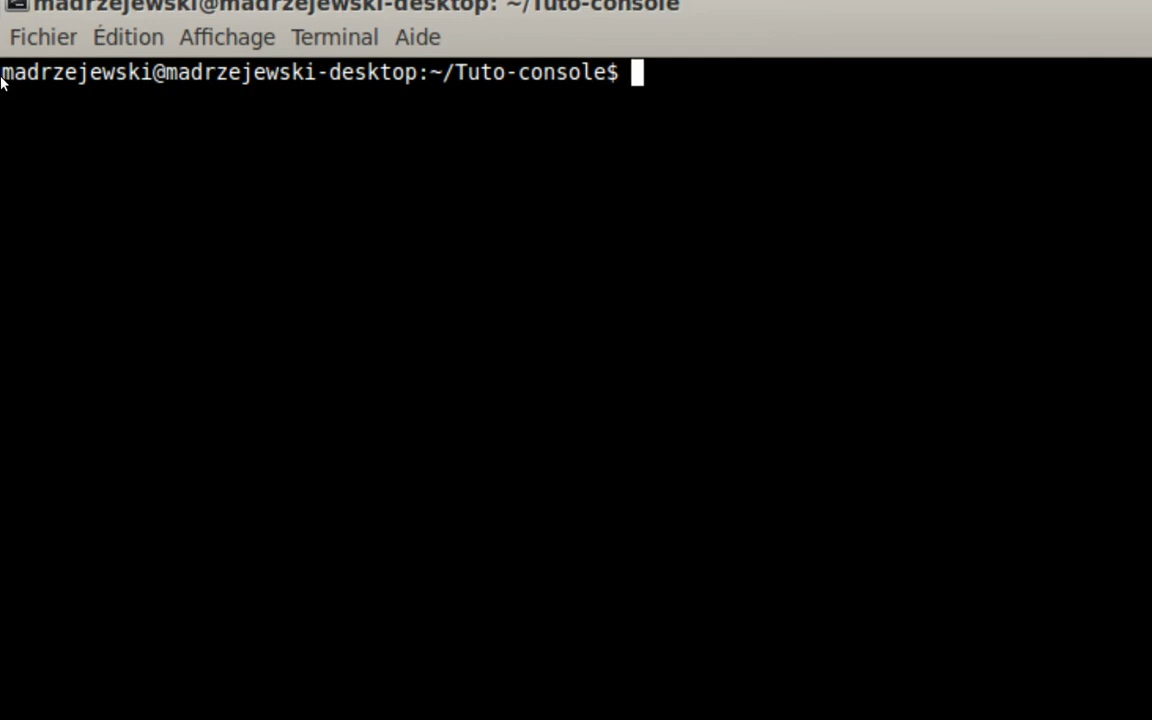 madrzejewski@madrzejewski-desktop: ~/Tuto-console
Fichier Édition Affichage Terminal Aide
madrzejewski@madrzejewski-desktop:~/Tuto-console$